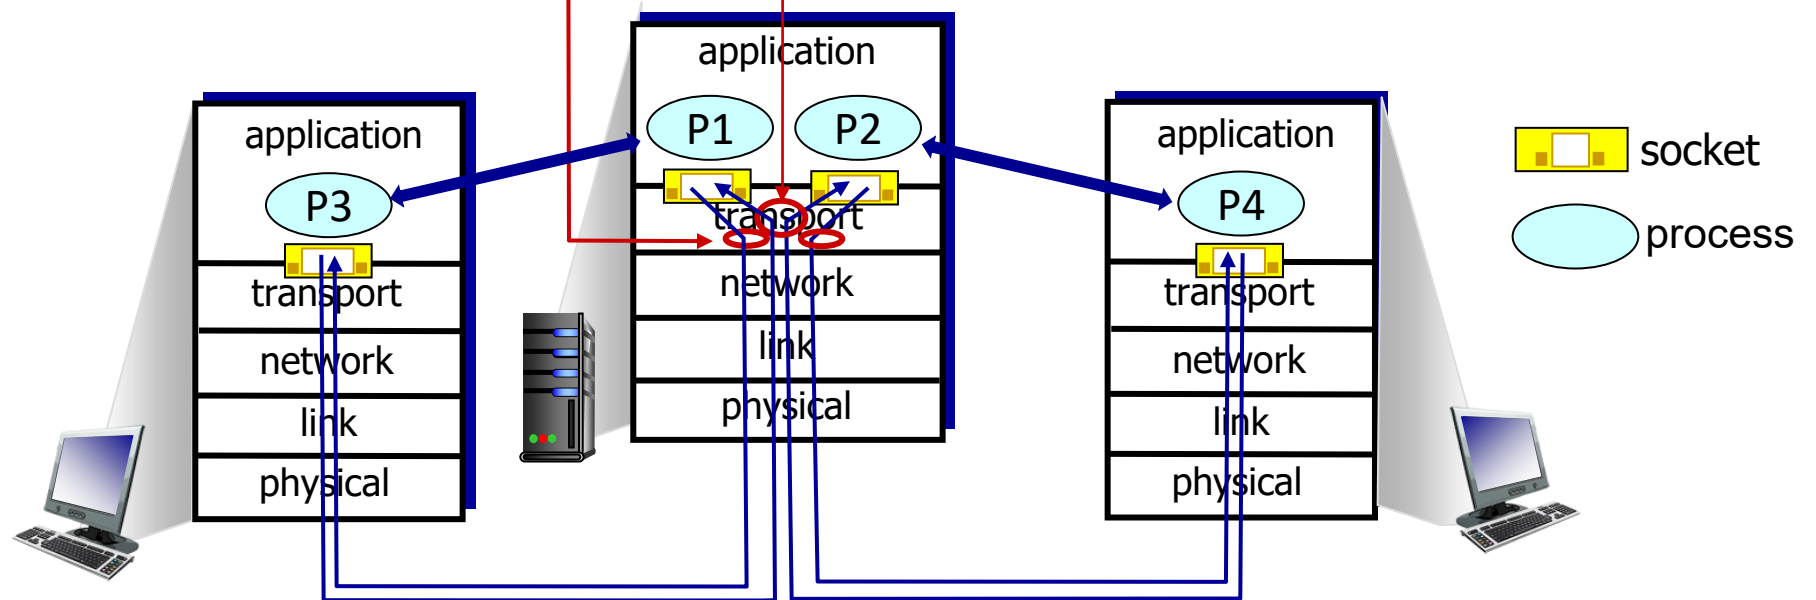 application
P3
transport
network
link
physical
application
P1
P2
transport
network
link
physical
application
P4
transport
network
link
physical
socket
process